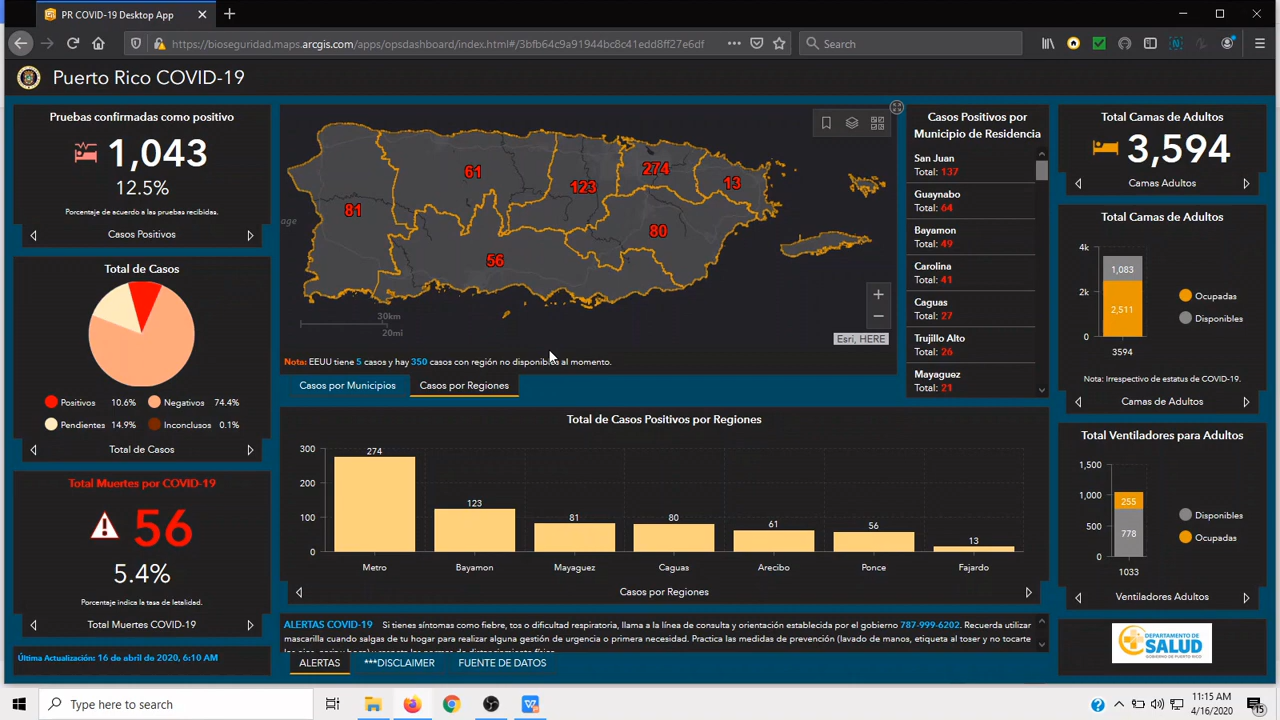 PR COVID-19 Desktop App
https://bioseguridad.maps.arcgis.com/apps/opsdashboard/index.html#/3bfb64c9a91944bc8c41edd8ff27e6df
Search
Puerto Rico COVID-19
Pruebas confirmadas como positivo
1,043
12.5%
Porcentaje de acuerdo a las pruebas recibidas.
Casos Positivos
Total de Casos
Positivos 10.6%
Negativos 74.4%
Pendientes 14.9%
Inconclusos 0.1%
Total de Casos
Total Muertes por COVID-19
56
5.4%
Porcentaje indica la tasa de letalidad.
Total Muertes COVID-19
Última Actualización: 16 de abril de 2020, 6:10 AM
61
274
123
13
81
80
56
age
30km
20mi
Esri, HERE
Nota: EEUU tiene 5 casos y hay 350 casos con región no disponibles al momento.
Casos por Municipios
Casos por Regiones
Casos Positivos por
Municipio de Residencia
San Juan
Total: 137
Guaynabo
Total: 64
Bayamon
Total: 49
Carolina
Total: 41
Caguas
Total: 27
Trujillo Alto
Total: 26
Mayaguez
Total: 21
Total de Casos Positivos por Regiones
300
200
100
0
274
123
81
80
61
56
13
Metro
Bayamon
Mayaguez
Caguas
Arecibo
Ponce
Fajardo
Casos por Regiones
ALERTAS COVID-19 Si tienes síntomas como fiebre, tos o dificultad respiratoria, llama a la línea de consulta y orientación establecida por el gobierno 787-999-6202. Recuerda utilizar
mascarilla cuando salgas de tu hogar para realizar alguna gestión de urgencia o primera necesidad. Practica las medidas de prevención (lavado de manos, etiqueta al toser y no tocarte
ALERTAS
***DISCLAIMER
FUENTE DE DATOS
Total Camas de Adultos
3,594
Camas Adultos
Total Camas de Adultos
4k
2k
0
1,083
2,511
3594
Ocupadas
Disponibles
Nota: Irrespectivo de estatus de COVID-19.
Camas de Adultos
Total Ventiladores para Adultos
1,500
1,000
500
0
255
778
1033
Disponibles
Ocupadas
Ventiladores Adultos
DEPARTAMENTO DE
SALUD
GOBIERNO DE PUERTO RICO
Type here to search
11:15 AM
4/16/2020
15